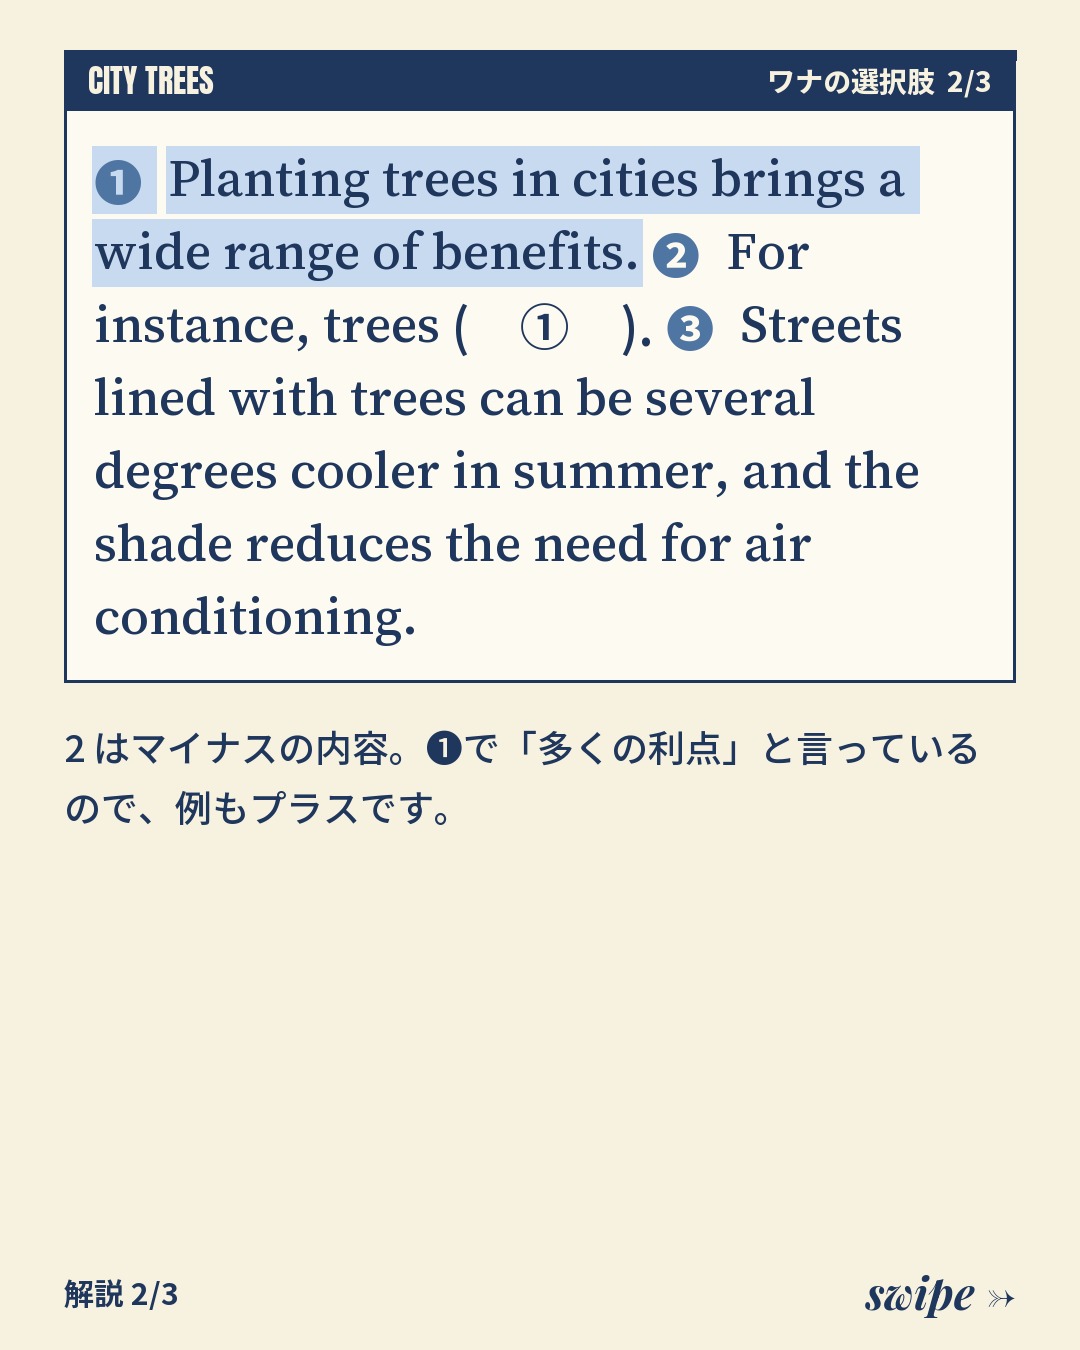 CITY TREES
ワナの選択肢 2/3
❶ Planting trees in cities brings a
wide range of benefits. ❷ For
instance, trees ( ① ). ❸ Streets
lined with trees can be several
degrees cooler in summer, and the
shade reduces the need for air
conditioning.
2 はマイナスの内容。❶で「多くの利点」と言っている
ので、例もプラスです。
解説 2/3
swipe ➳